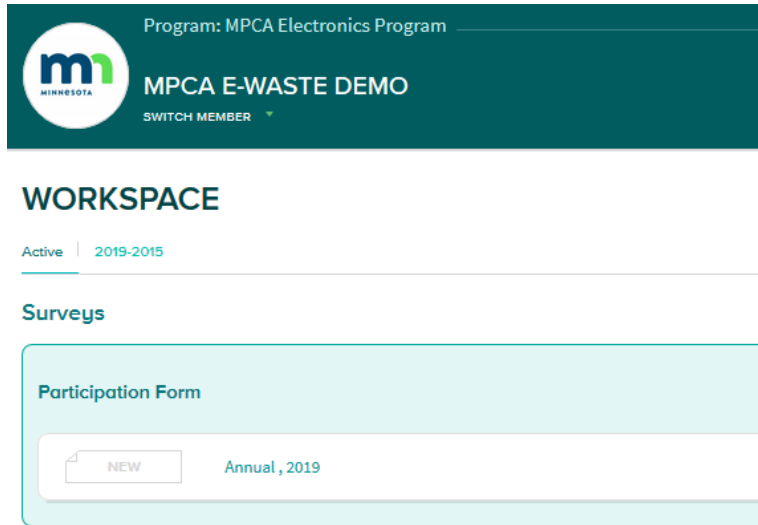 Program: MPCA Electronics Program
mn
MINNESOTA
MPCA E-WASTE DEMO
SWITCH MEMBER
WORKSPACE
Active 2019-2015
Surveys
Participation Form
NEW Annual , 2019